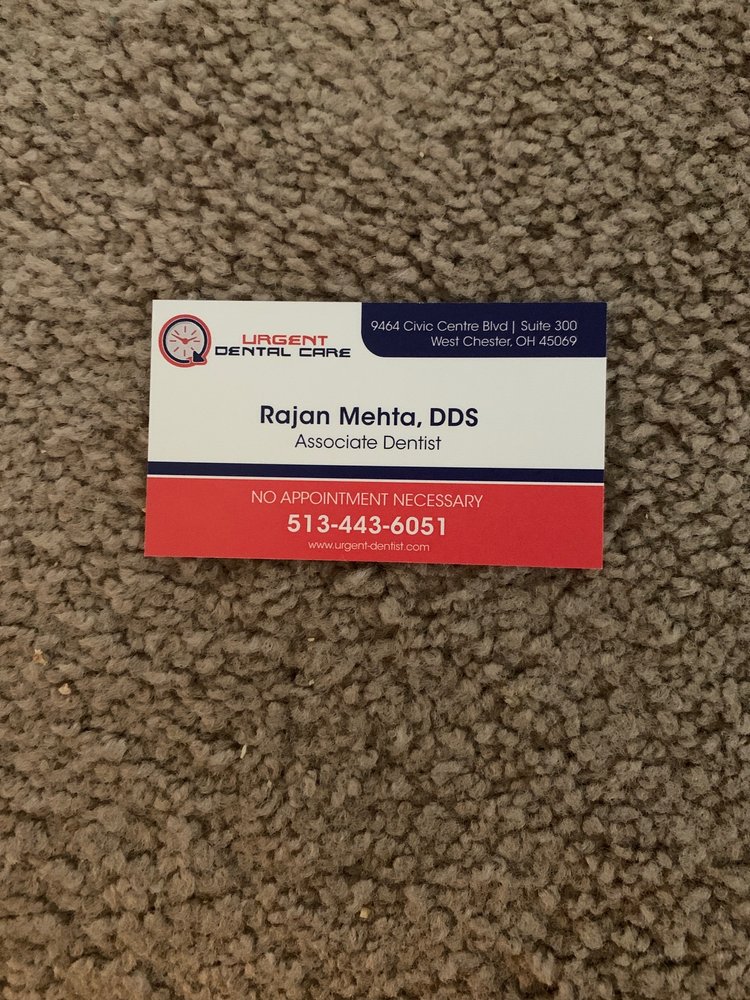 URGENT
DENTAL CARE
9464 Civic Centre Blvd | Suite 300
West Chester, OH 45069
Rajan Mehta, DDS
Associate Dentist
NO APPOINTMENT NECESSARY
513-443-6051
www.urgent-dentist.com